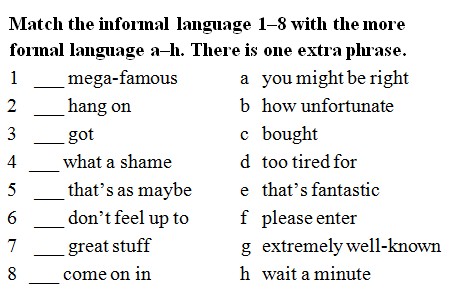 Match the informal language 1–8 with the more
formal language a–h. There is one extra phrase.
1 ___ mega-famous a you might be right
2 ___ hang on b how unfortunate
3 ___ got c bought
4 ___ what a shame d too tired for
5 ___ that’s as maybe e that’s fantastic
6 ___ don’t feel up to f please enter
7 ___ great stuff g extremely well-known
8 ___ come on in h wait a minute